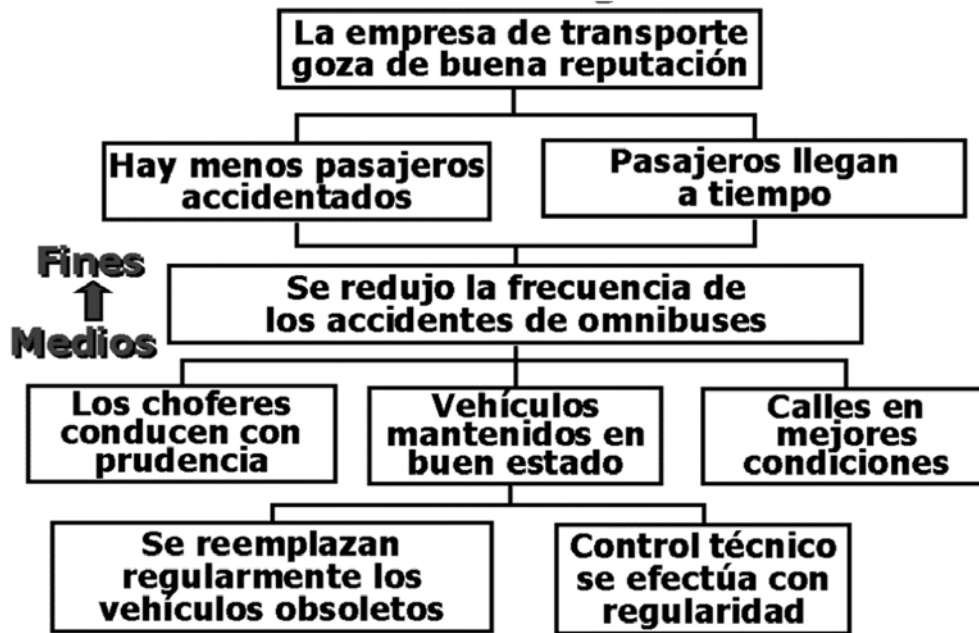 La empresa de transporte
goza de buena reputación
Hay menos pasajeros
accidentados
Pasajeros llegan
a tiempo
Fines
Medios
Se redujo la frecuencia de
los accidentes de omnibuses
Los choferes
conducen con
prudencia
Vehículos
mantenidos en
buen estado
Calles en
mejores
condiciones
Se reemplazan
regularmente los
vehículos obsoletos
Control técnico
se efectúa con
regularidad